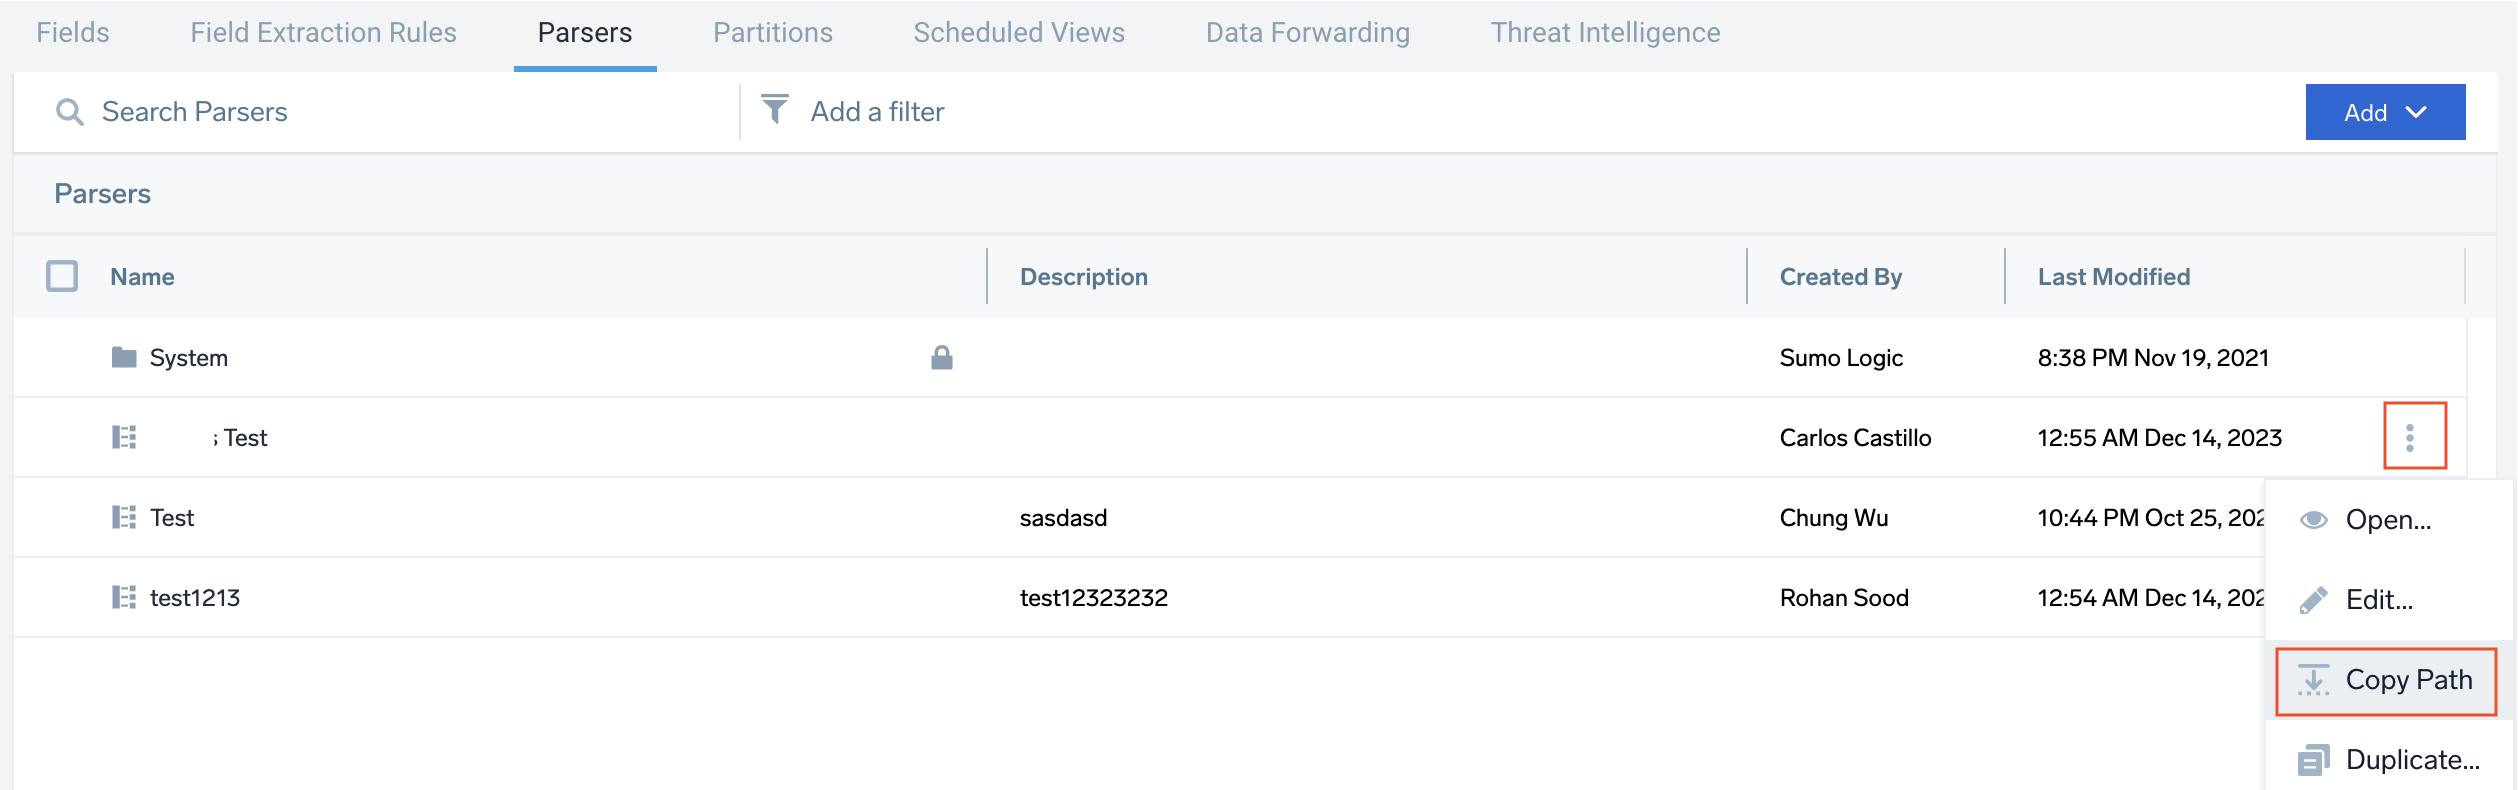 Fields Field Extraction Rules Parsers Partitions Scheduled Views Data Forwarding Threat Intelligence
Search Parsers Add a filter Add
Parsers
Name Description Created By Last Modified
System Sumo Logic 8:38 PM Nov 19, 2021
Test Carlos Castillo 12:55 AM Dec 14, 2023
Test sasdasd Chung Wu 10:44 PM Oct 25, 202
Open...
test1213 test12323232 Rohan Sood 12:54 AM Dec 14, 202
Edit...
Copy Path
Duplicate...